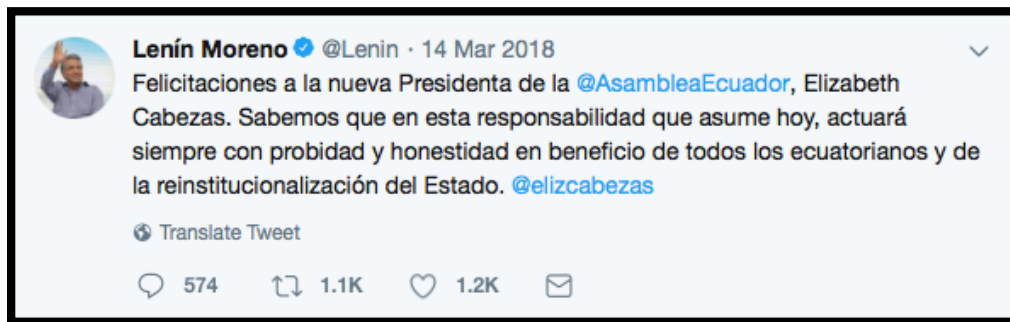 Lenín Moreno @Lenin · 14 Mar 2018
Felicitaciones a la nueva Presidenta de la @AsambleaEcuador, Elizabeth
Cabezas. Sabemos que en esta responsabilidad que asume hoy, actuará
siempre con probidad y honestidad en beneficio de todos los ecuatorianos y de
la reinstitucionalización del Estado. @elizcabezas
Translate Tweet
574 1.1K 1.2K